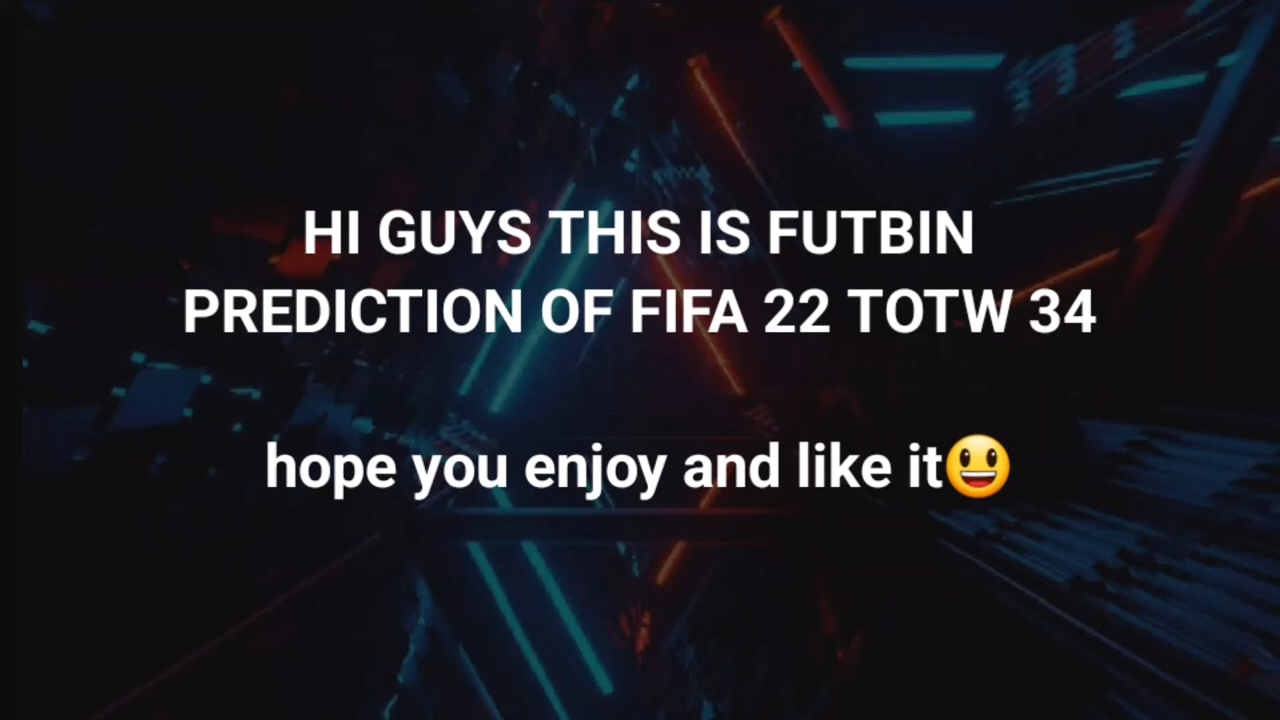 HI GUYS THIS IS FUTBIN
PREDICTION OF FIFA 22 TOTW 34
hope you enjoy and like it😃